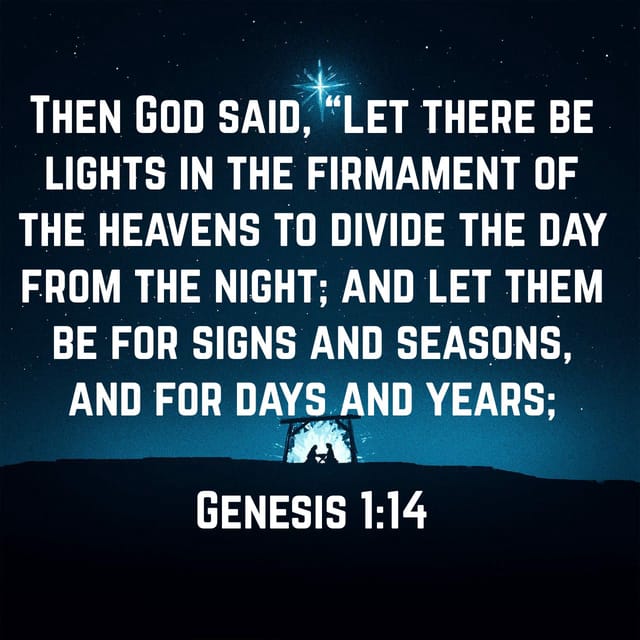 Then God said, “Let there be
lights in the firmament of
the heavens to divide the day
from the night; and let them
be for signs and seasons,
and for days and years;
Genesis 1:14